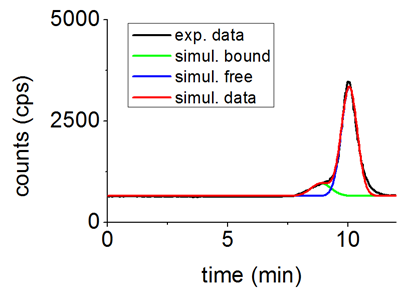 5000
2500
0
counts (cps)
exp. data
simul. bound
simul. free
simul. data
0 5 10
time (min)